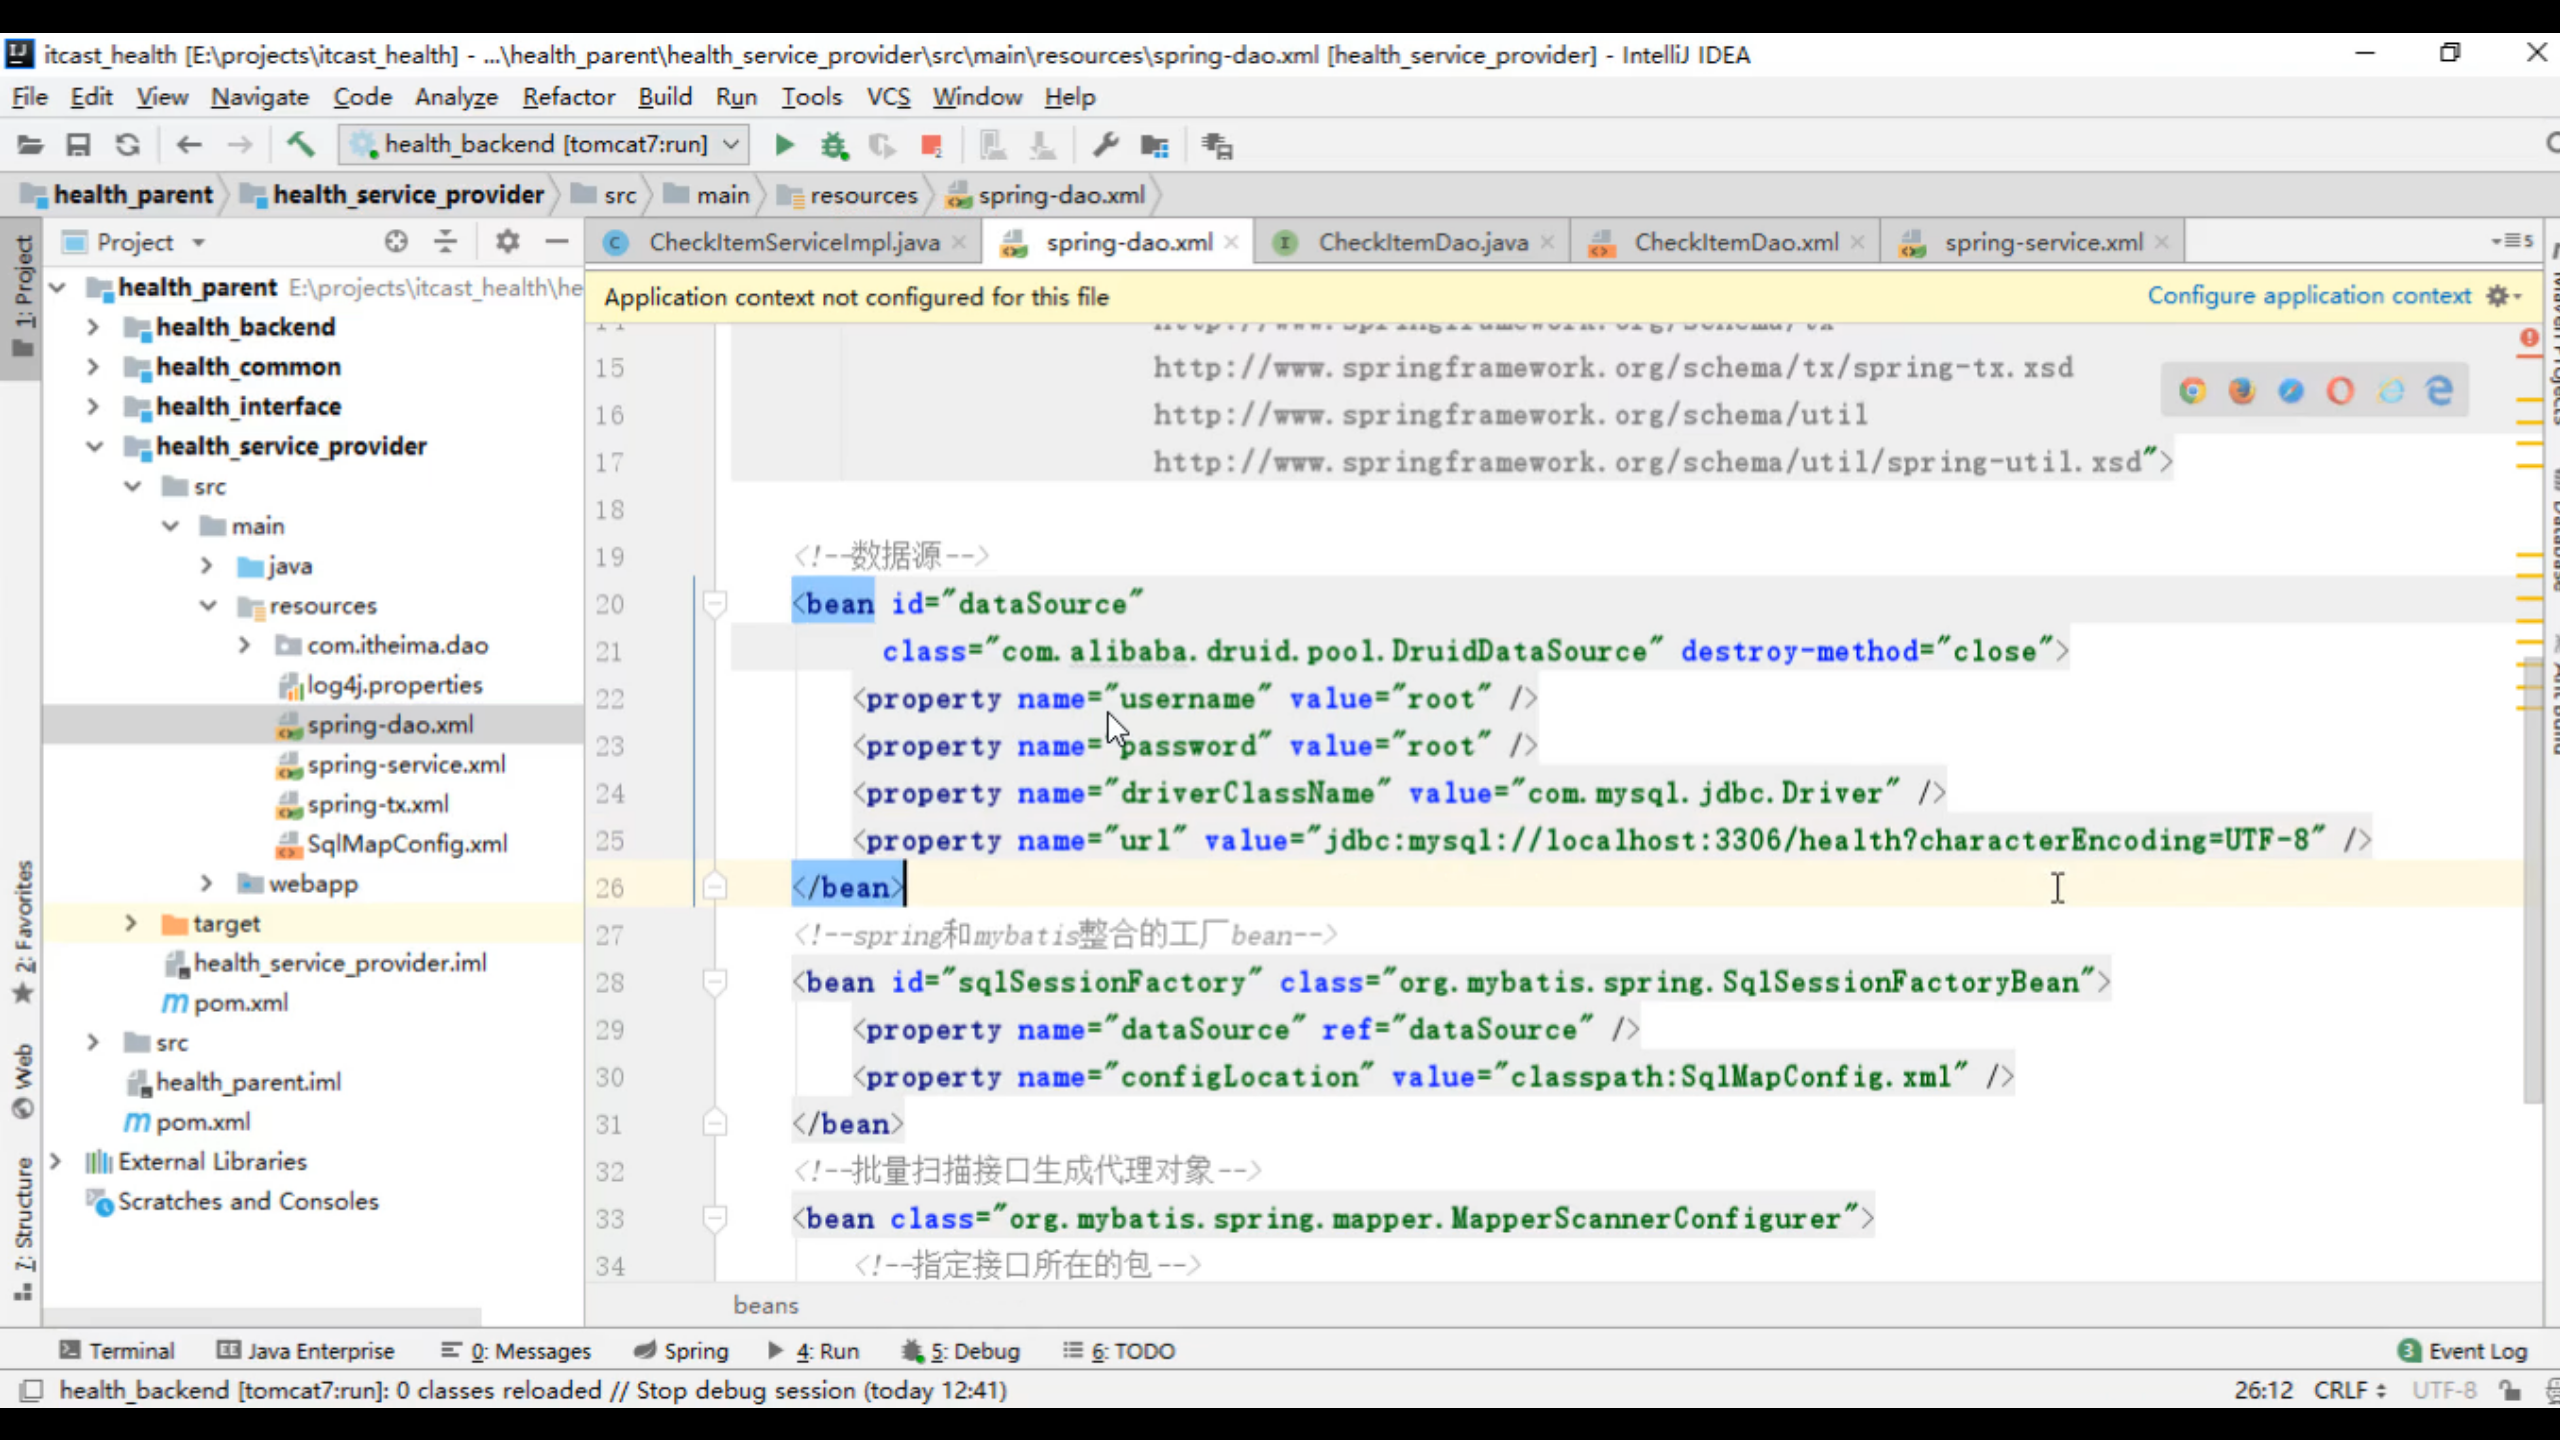 itcast_health [E:\projects\itcast_health] - ...\health_parent\health_service_provider\src\main\resources\spring-dao.xml [health_service_provider] - IntelliJ IDEA
File Edit View Navigate Code Analyze Refactor Build Run Tools VCS Window Help
health_backend [tomcat7:run]
health_parent health_service_provider src main resources spring-dao.xml
1: Project
2: Favorites
Web
7: Structure
Project
health_parent E:\projects\itcast_health\he
health_backend
health_common
health_interface
health_service_provider
src
main
java
resources
com.itheima.dao
log4j.properties
spring-dao.xml
spring-service.xml
spring-tx.xml
SqlMapConfig.xml
webapp
target
health_service_provider.iml
pom.xml
src
health_parent.iml
pom.xml
External Libraries
Scratches and Consoles
CheckItemServiceImpl.java spring-dao.xml CheckItemDao.java CheckItemDao.xml spring-service.xml 5
Application context not configured for this file Configure application context
14 http://www.springframework.org/schema/tx
15 http://www.springframework.org/schema/tx/spring-tx.xsd
16 http://www.springframework.org/schema/util
17 http://www.springframework.org/schema/util/spring-util.xsd">
18
19 <!--数据源-->
20 <bean id="dataSource"
21 class="com.alibaba.druid.pool.DruidDataSource" destroy-method="close">
22 <property name="username" value="root" />
23 <property name="password" value="root" />
24 <property name="driverClassName" value="com.mysql.jdbc.Driver" />
25 <property name="url" value="jdbc:mysql://localhost:3306/health?characterEncoding=UTF-8" />
26 </bean>
27 <!--spring和mybatis整合的工厂bean-->
28 <bean id="sqlSessionFactory" class="org.mybatis.spring.SqlSessionFactoryBean">
29 <property name="dataSource" ref="dataSource" />
30 <property name="configLocation" value="classpath:SqlMapConfig.xml" />
31 </bean>
32 <!--批量扫描接口生成代理对象-->
33 <bean class="org.mybatis.spring.mapper.MapperScannerConfigurer">
34 <!--指定接口所在的包-->
beans
Terminal Java Enterprise 0: Messages Spring 4: Run 5: Debug 6: TODO 3 Event Log
health_backend [tomcat7:run]: 0 classes reloaded // Stop debug session (today 12:41) 26:12 CRLF UTF-8